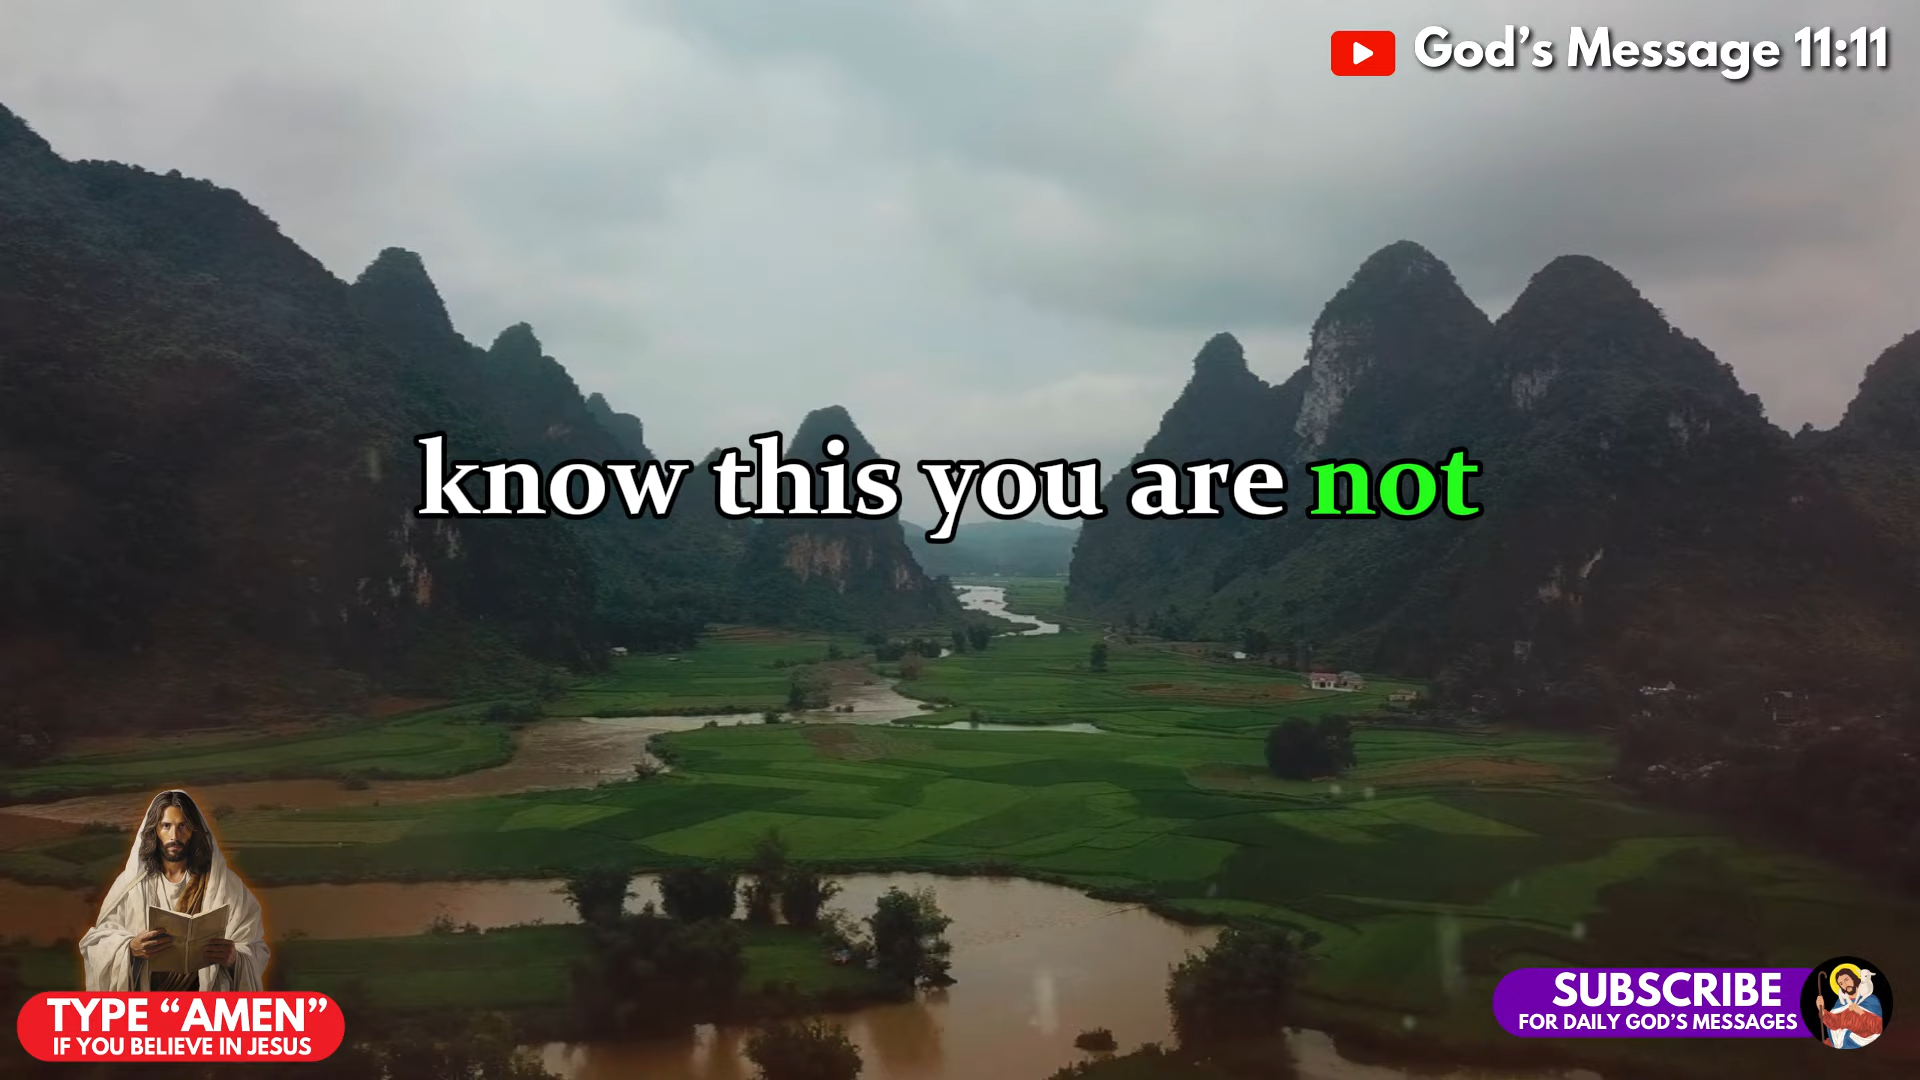 God's Message 11:11
know this you are not
TYPE “AMEN”
IF YOU BELIEVE IN JESUS
SUBSCRIBE
FOR DAILY GOD'S MESSAGES